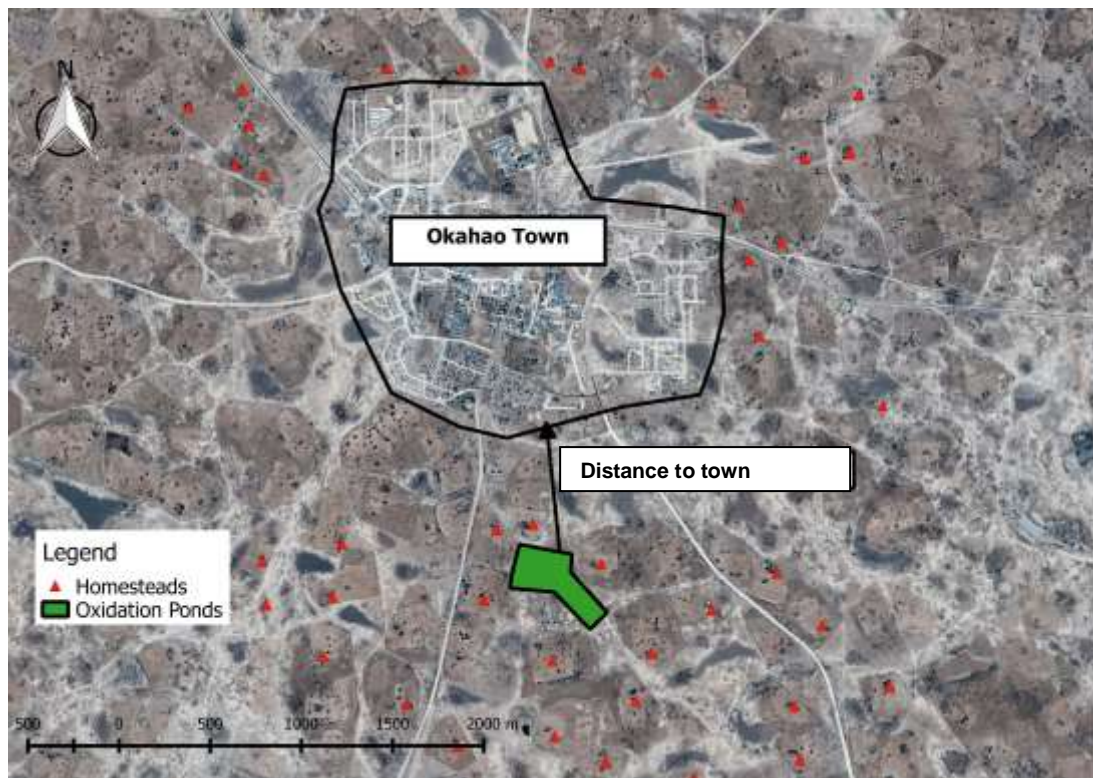 N
Okahao Town
Distance to town
Legend
Homesteads
Oxidation Ponds
500 0 500 1000 1500 2000 m